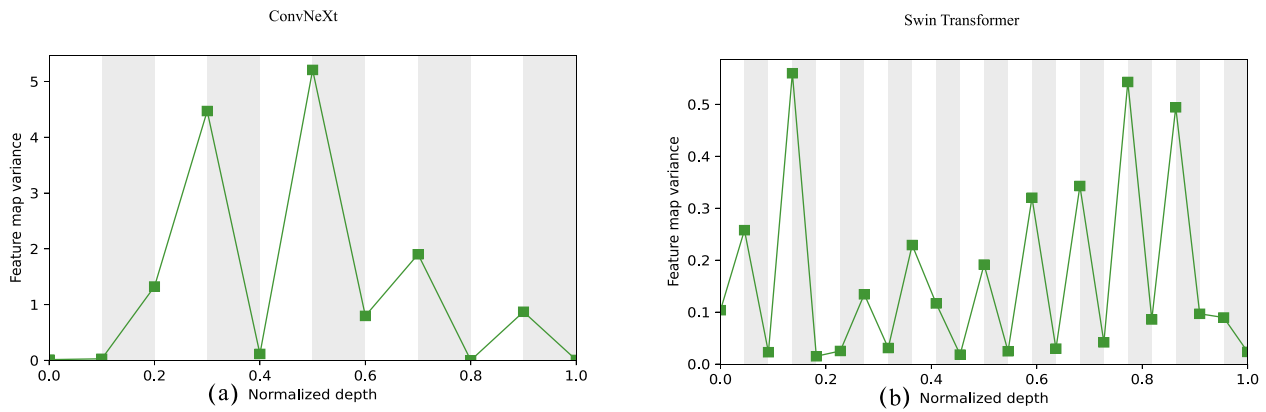 ConvNeXt
Feature map variance
5
4
3
2
1
0
0.0 0.2 0.4 0.6 0.8 1.0
(a) Normalized depth
Swin Transformer
Feature map variance
0.5
0.4
0.3
0.2
0.1
0.0
0.0 0.2 0.4 0.6 0.8 1.0
(b) Normalized depth